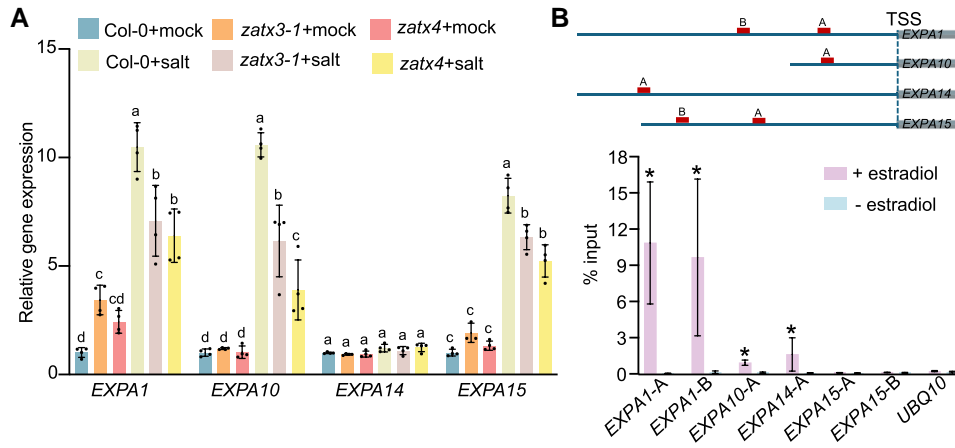 A
Col-0+mock zatx3-1+mock zatx4+mock
Col-0+salt zatx3-1+salt zatx4+salt
Relative gene expression
15
10
5
0
d c cd a b b
d d d a b c
a a a a a a
c c c a b b
EXPA1 EXPA10 EXPA14 EXPA15
B
TSS
B A EXPA1
A EXPA10
A EXPA14
B A EXPA15
% input
18
15
12
9
6
3
0
+ estradiol
- estradiol
* * * *
EXPA1-A EXPA1-B EXPA10-A EXPA14-A EXPA15-A EXPA15-B UBQ10